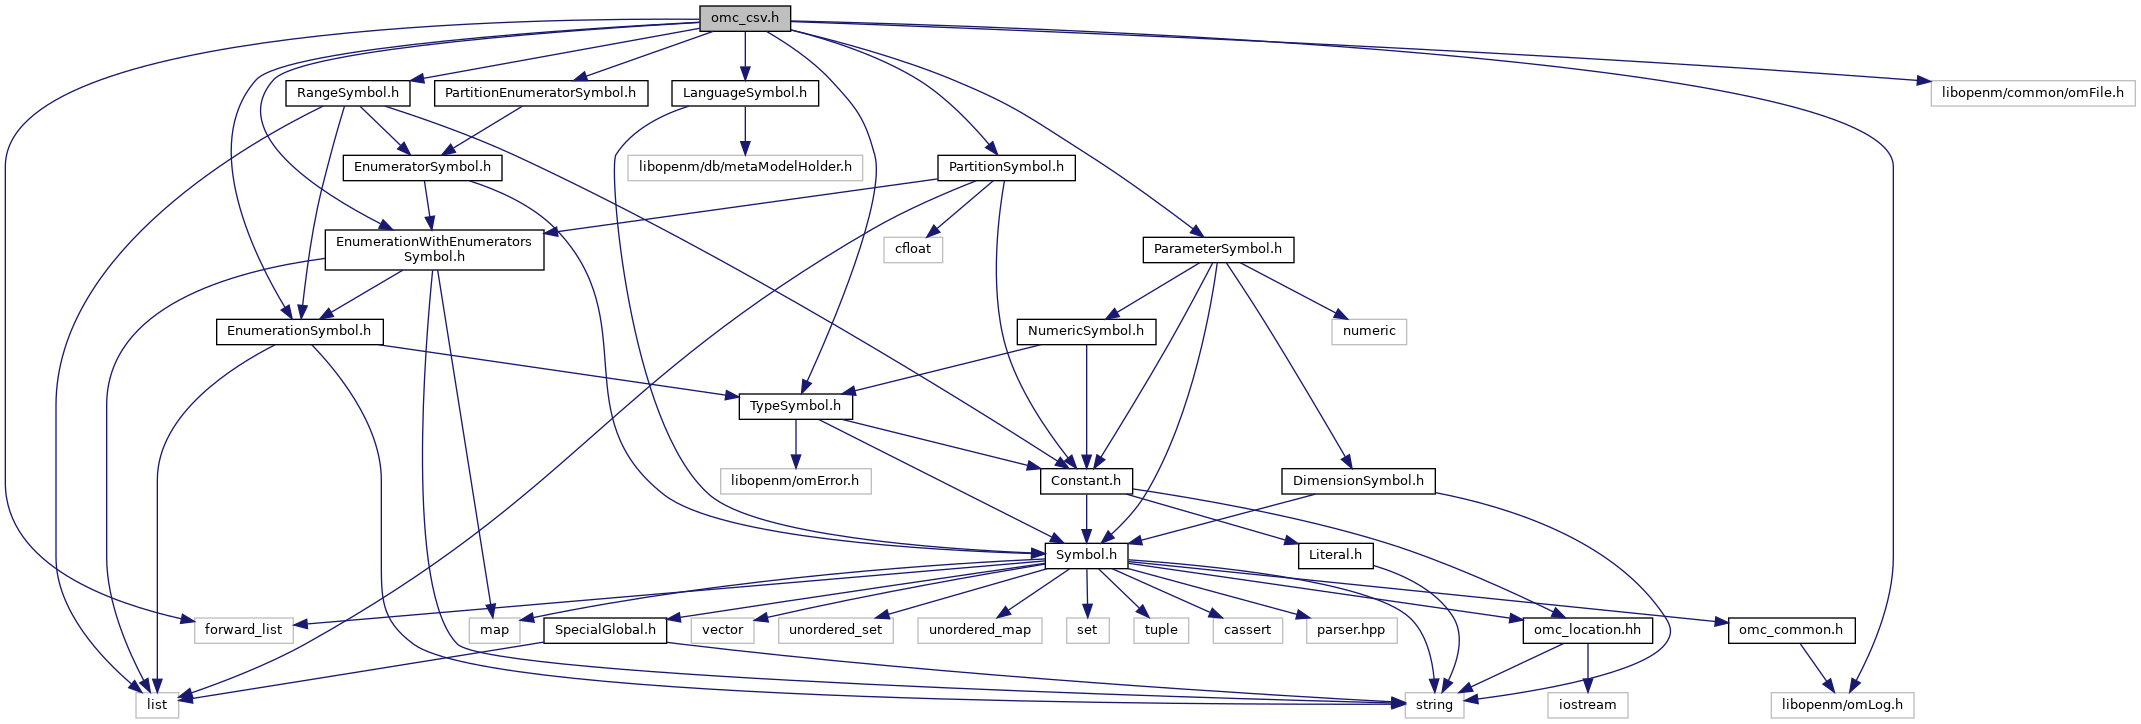 omc_csv.h
RangeSymbol.h
PartitionEnumeratorSymbol.h
LanguageSymbol.h
libopenm/common/omFile.h
EnumeratorSymbol.h
libopenm/db/metaModelHolder.h
PartitionSymbol.h
EnumerationWithEnumerators
Symbol.h
cfloat
ParameterSymbol.h
EnumerationSymbol.h
NumericSymbol.h
numeric
TypeSymbol.h
libopenm/omError.h
Constant.h
DimensionSymbol.h
Symbol.h
Literal.h
forward_list
map
SpecialGlobal.h
vector
unordered_set
unordered_map
set
tuple
cassert
parser.hpp
omc_location.hh
omc_common.h
list
string
iostream
libopenm/omLog.h